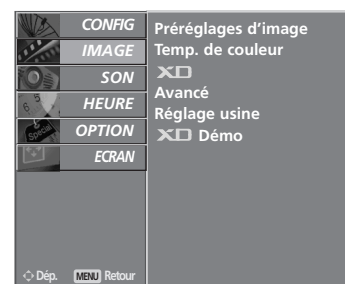 CONFIG
IMAGE
SON
HEURE
OPTION
ECRAN
Dép. MENU Retour
Préréglages d'image
Temp. de couleur
XD
Avancé
Réglage usine
XD Démo